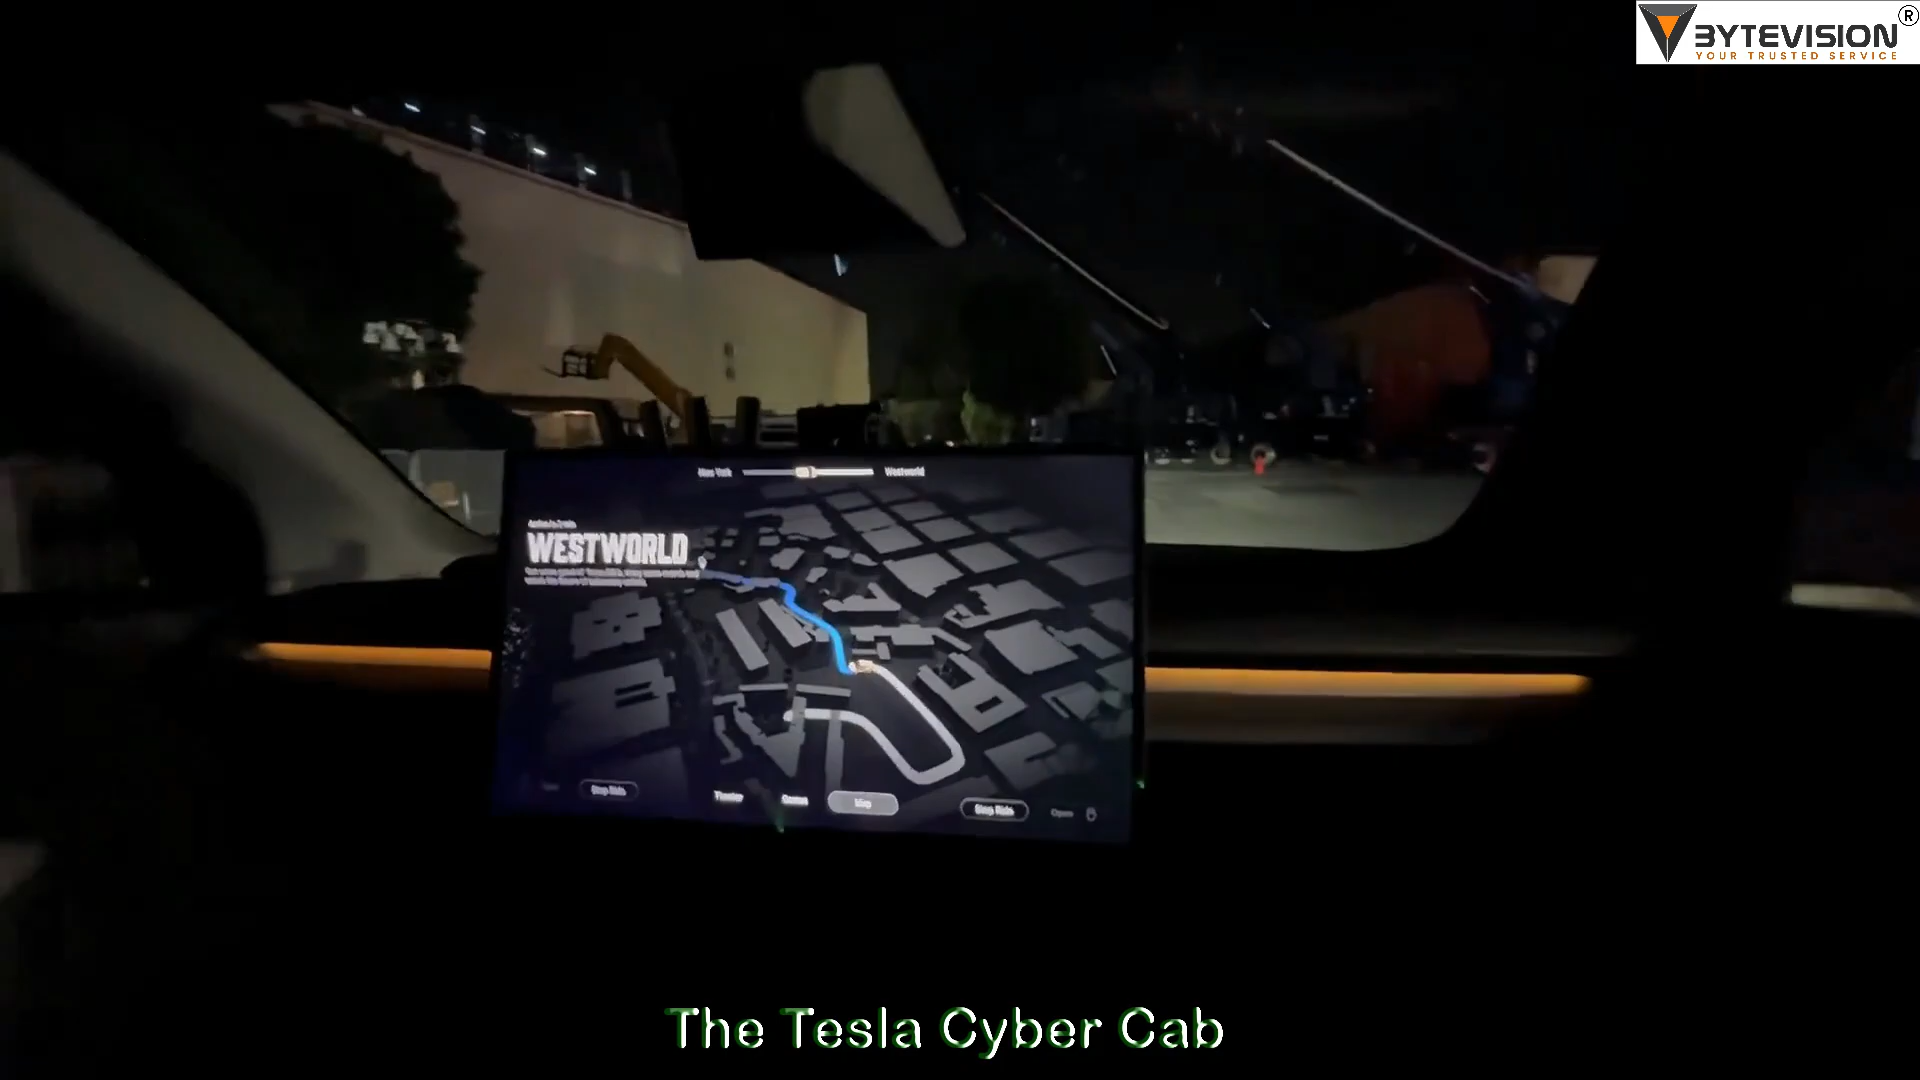 BYTEVISION®
YOUR TRUSTED SERVICE
New York
Westworld
WESTWORLD
Stop Ride
Theater
Games
Map
Stop Ride
Open
The Tesla Cyber Cab